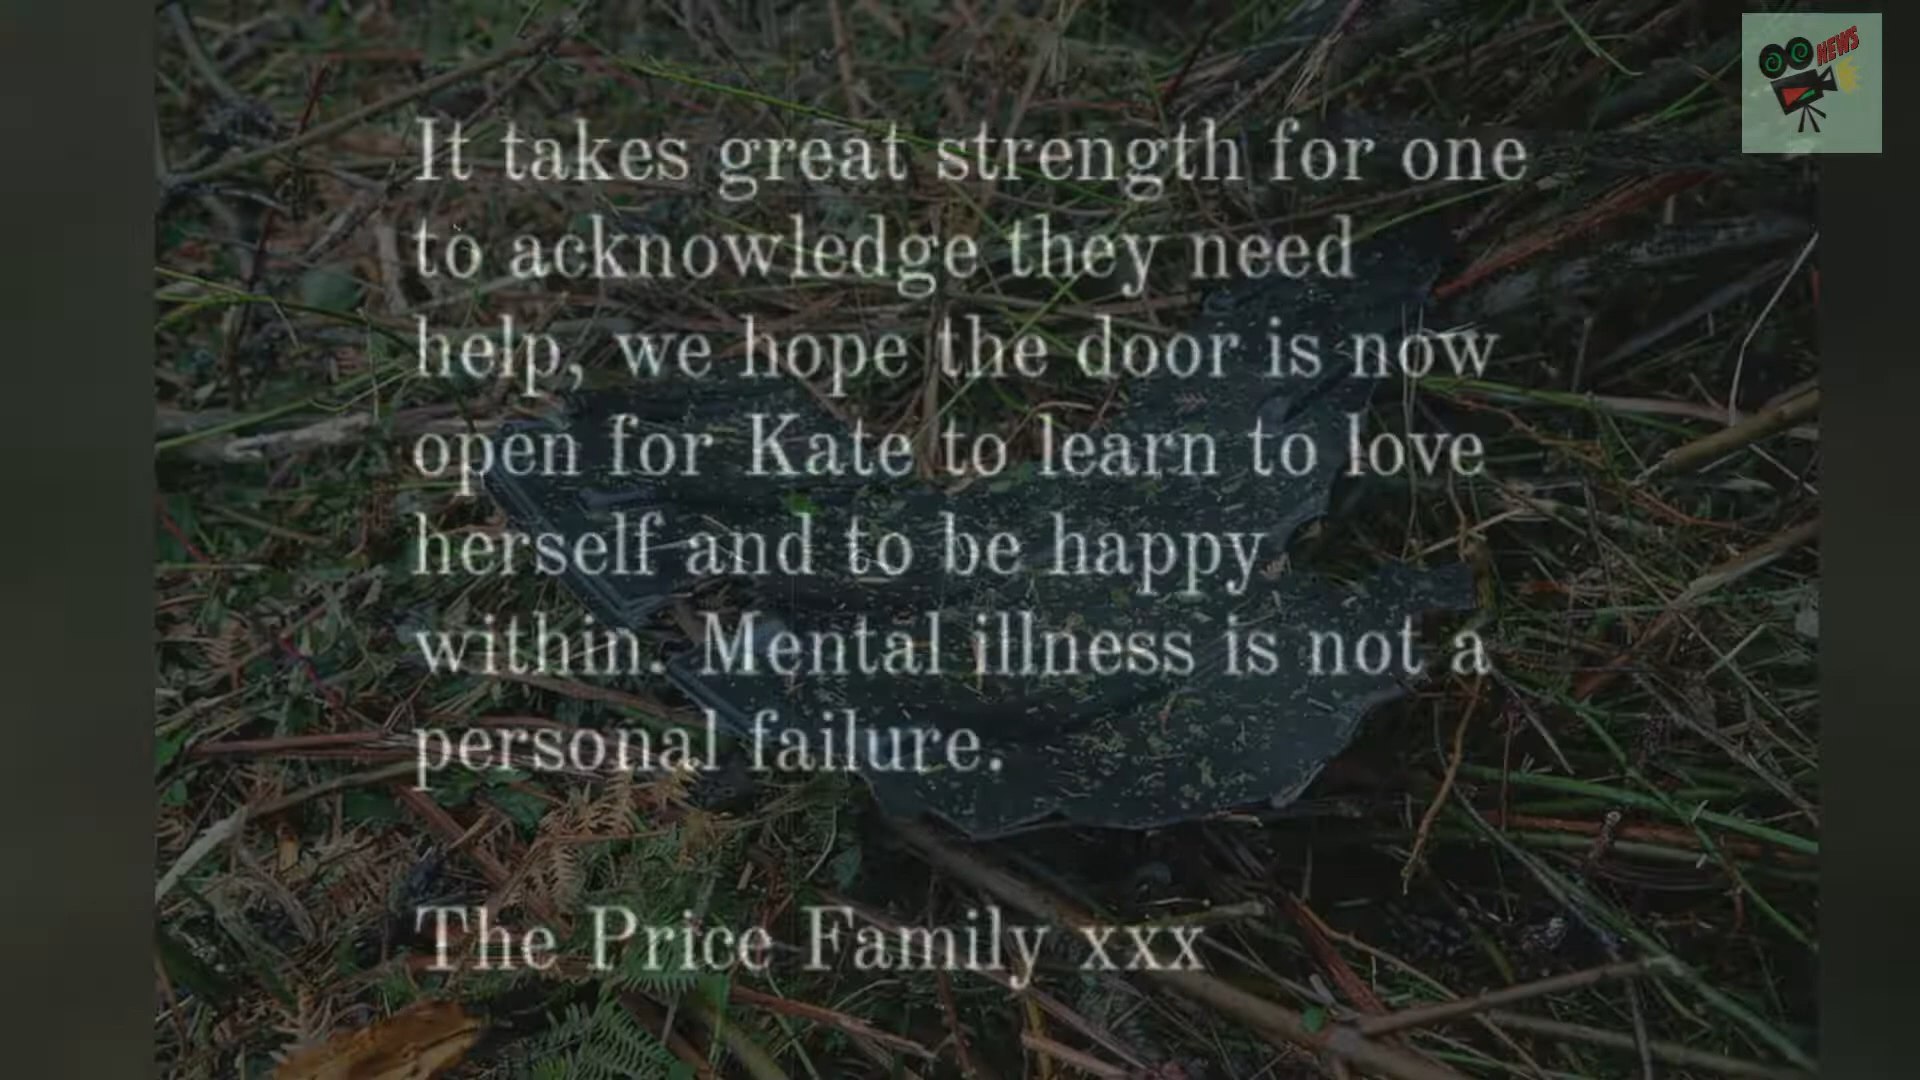 NEWS
It takes great strength for one
to acknowledge they need
help, we hope the door is now
open for Kate to learn to love
herself and to be happy
within. Mental illness is not a
personal failure.
The Price Family xxx